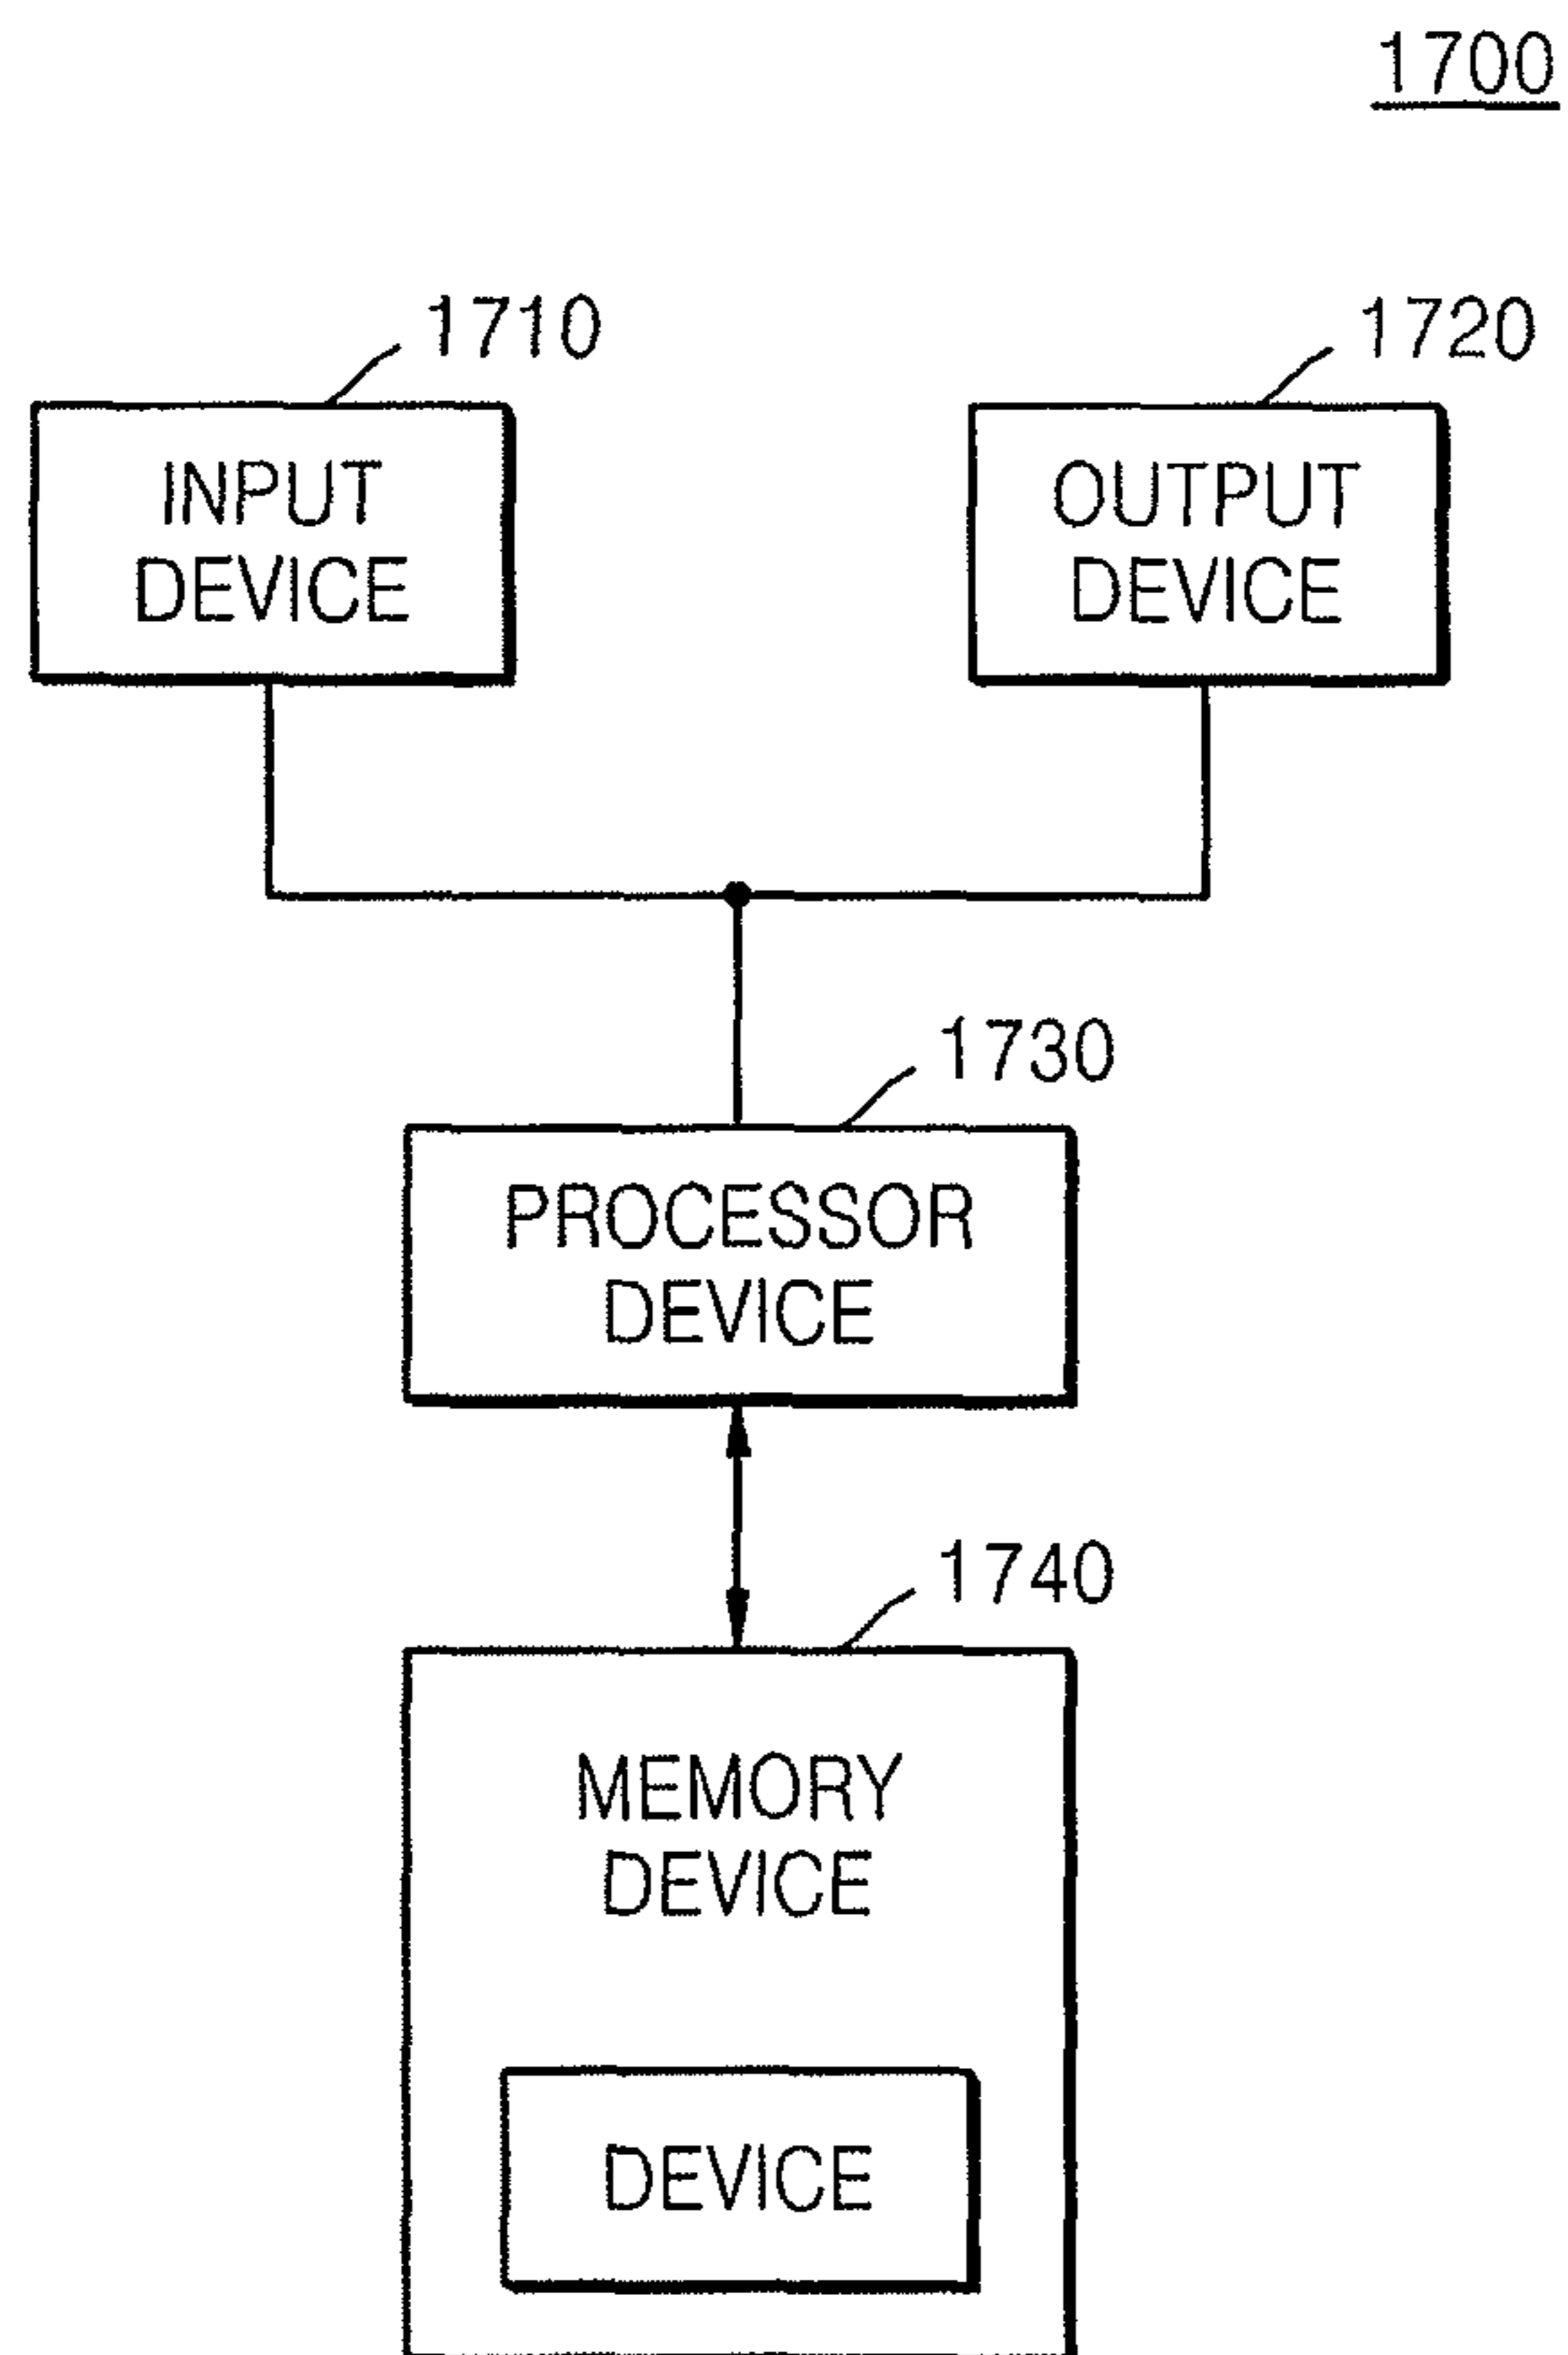 1700
1710
1720
INPUT
DEVICE
OUTPUT
DEVICE
1730
PROCESSOR
DEVICE
1740
MEMORY
DEVICE
DEVICE